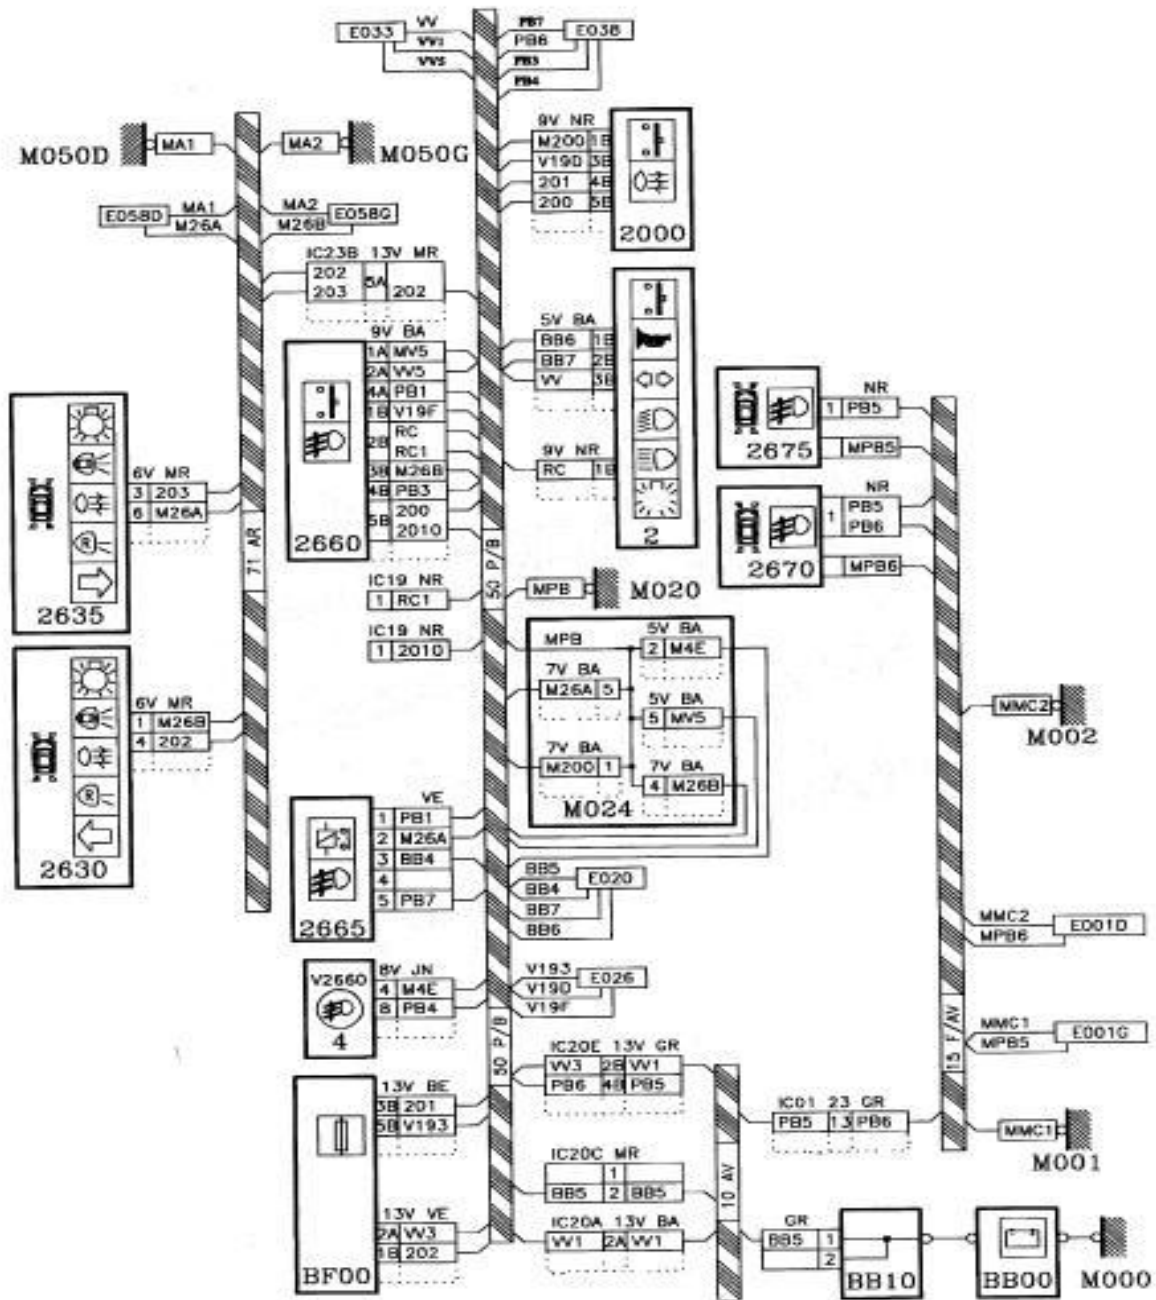 E033
VV
VV1
VV5
PB7
PB6
PB3
PB4
E038
M050D
MA1
MA2
M050G
E058D
MA1
M26A
MA2
M26B
E058G
9V NR
M200 1B
V19D 3B
201 4B
200 5B
2000
IC23B 13V MR
202
203
5A
202
9V BA
1A MV5
2A VV5
4A PB1
1B V19F
2B
RC
RC1
3B M26B
4B PB3
5B
200
2010
2660
5V BA
BB6 1B
BB7 2B
VV 3B
9V NR
RC 1B
2
NR
1 PB5
MPB5
2675
NR
1
PB5
PB6
MPB6
2670
6V MR
3 203
6 M26A
2635
71 AR
50 P/B
IC19 NR
1 RC1
IC19 NR
1 2010
MPB
M020
6V MR
1 M26B
4 202
2630
MPB
5V BA
2 M4E
7V BA
M26A 5
5V BA
5 MV5
7V BA
M200 1
7V BA
4 M26B
M024
MMC2
M002
VE
1 PB1
2 M26A
3 BB4
4
5 PB7
2665
BB5
BB4
BB7
BB6
E020
MMC2
MPB6
E001D
V2660
4
8V JN
4 M4E
8 PB4
V193
V19D
V19F
E026
50 P/B
15 F/AV
MMC1
MPB5
E001G
IC20E 13V GR
VV3 2B VV1
PB6 4B PB5
13V BE
3B 201
5B V193
IC01 23 GR
PB5 13 PB6
MMC1
M001
IC20C MR
1
BB5 2 BB5
10 AV
13V VE
2A VV3
1B 202
BF00
IC20A 13V BA
VV1 2A VV1
GR
BB5 1
2
BB10
BB00
M000